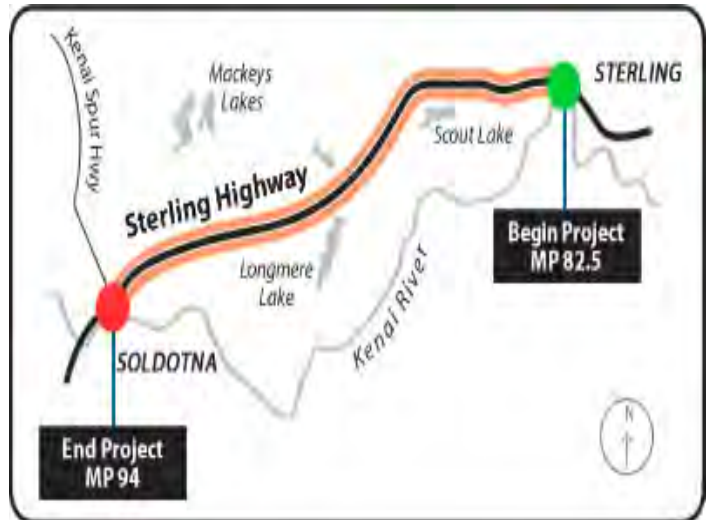 Kenai Spur Hwy
Mackeys
Lakes
STERLING
Scout Lake
Sterling Highway
Begin Project
MP 82.5
Longmere
Lake
Kenai River
SOLDOTNA
End Project
MP 94
N